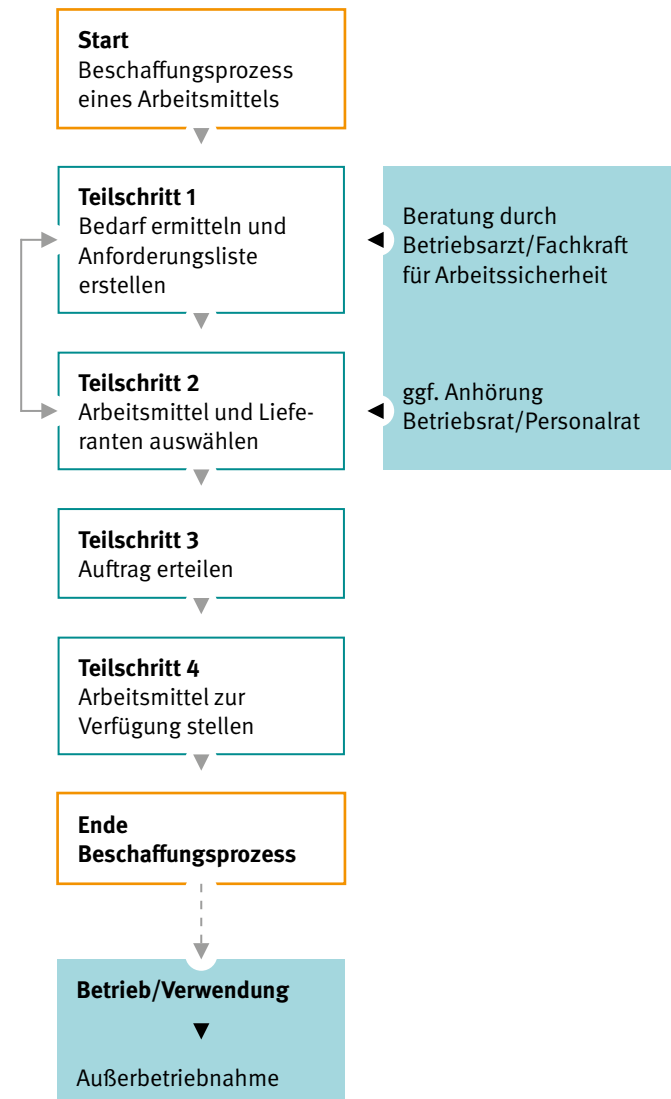 Start
Beschaffungsprozess
eines Arbeitsmittels
Teilschritt 1
Bedarf ermitteln und
Anforderungsliste
erstellen
Beratung durch
Betriebsarzt/Fachkraft
für Arbeitssicherheit
Teilschritt 2
Arbeitsmittel und Liefe-
ranten auswählen
ggf. Anhörung
Betriebsrat/Personalrat
Teilschritt 3
Auftrag erteilen
Teilschritt 4
Arbeitsmittel zur
Verfügung stellen
Ende
Beschaffungsprozess
Betrieb/Verwendung
Außerbetriebnahme